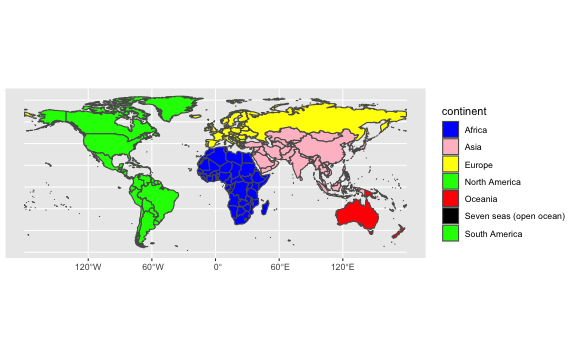 continent
Africa
Asia
Europe
North America
Oceania
Seven seas (open ocean)
South America
120°W 60°W 0° 60°E 120°E